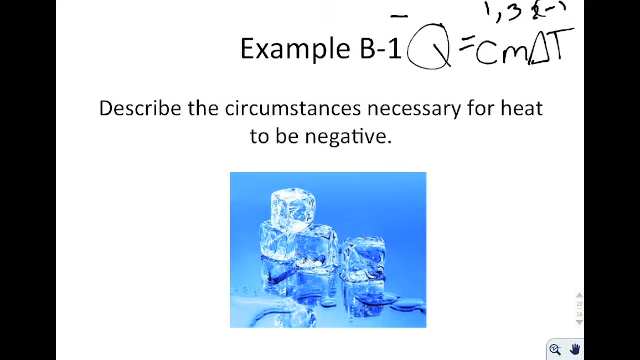 Example B-1 Q = cmΔT
Describe the circumstances necessary for heat
to be negative.